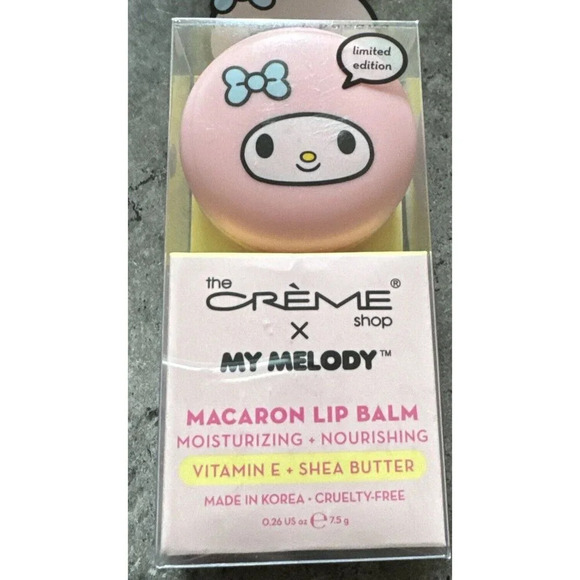 limited
edition
the
CRÈME®
shop
X
MY MELODY™
MACARON LIP BALM
MOISTURIZING + NOURISHING
VITAMIN E + SHEA BUTTER
MADE IN KOREA • CRUELTY-FREE
0.26 US oz ℮ 7.5 g